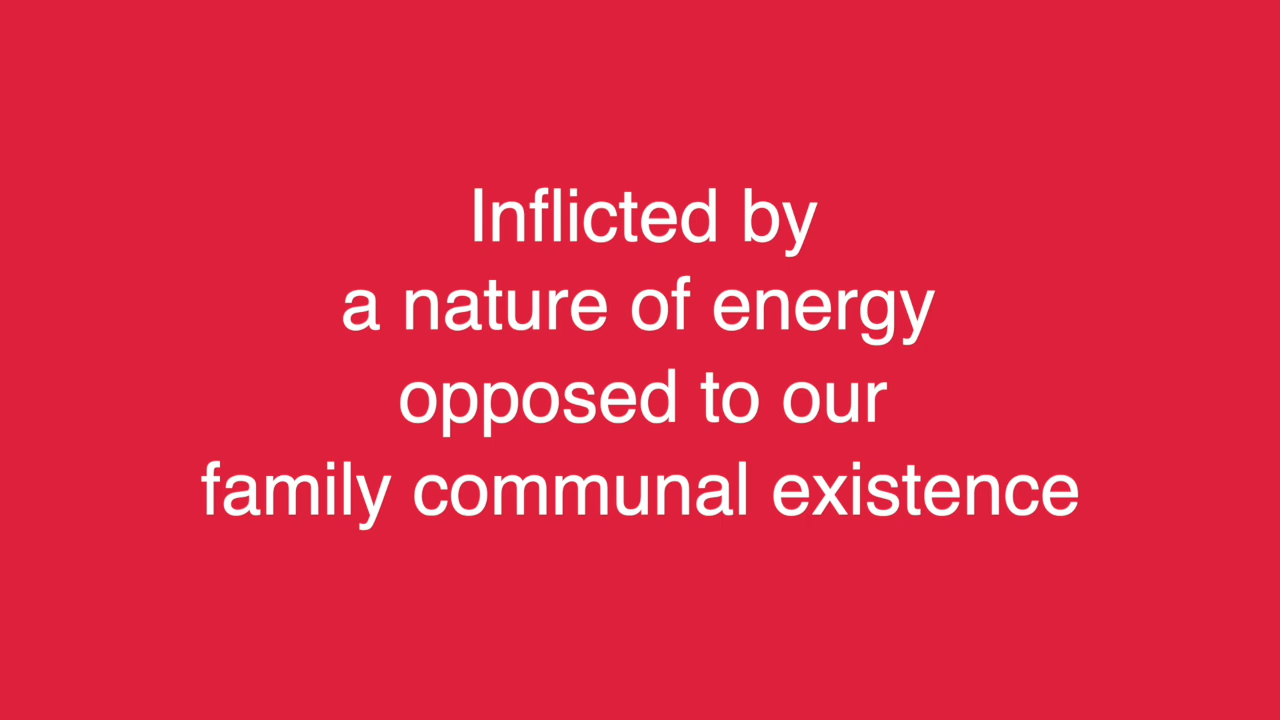 Inflicted by
a nature of energy
opposed to our
family communal existence